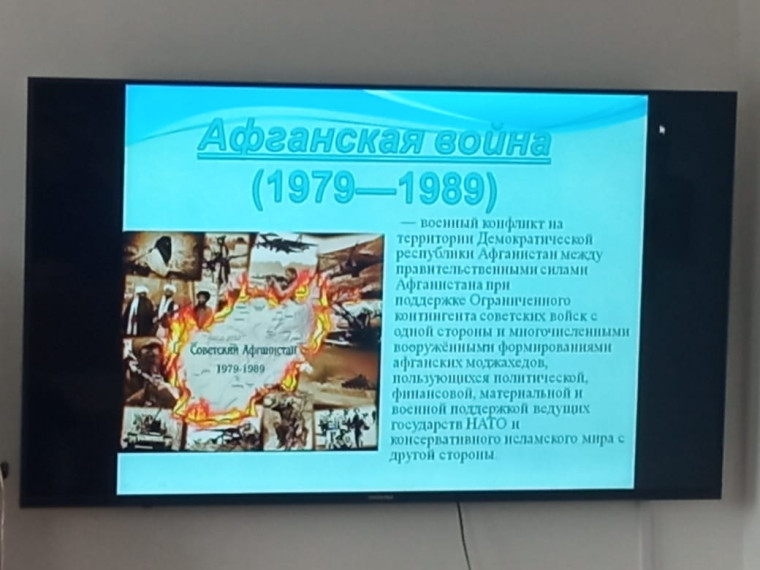 Афганская война
(1979—1989)
— военный конфликт на
территории Демократической
республики Афганистан между
правительственными силами
Афганистана при
поддержке Ограниченного
контингента советских войск с
одной стороны и многочисленными
вооружёнными формированиями
афганских моджахедов,
пользующихся политической,
финансовой, материальной и
военной поддержкой ведущих
государств НАТО и
консервативного исламского мира с
другой стороны
Советский Афганистан
1979-1989